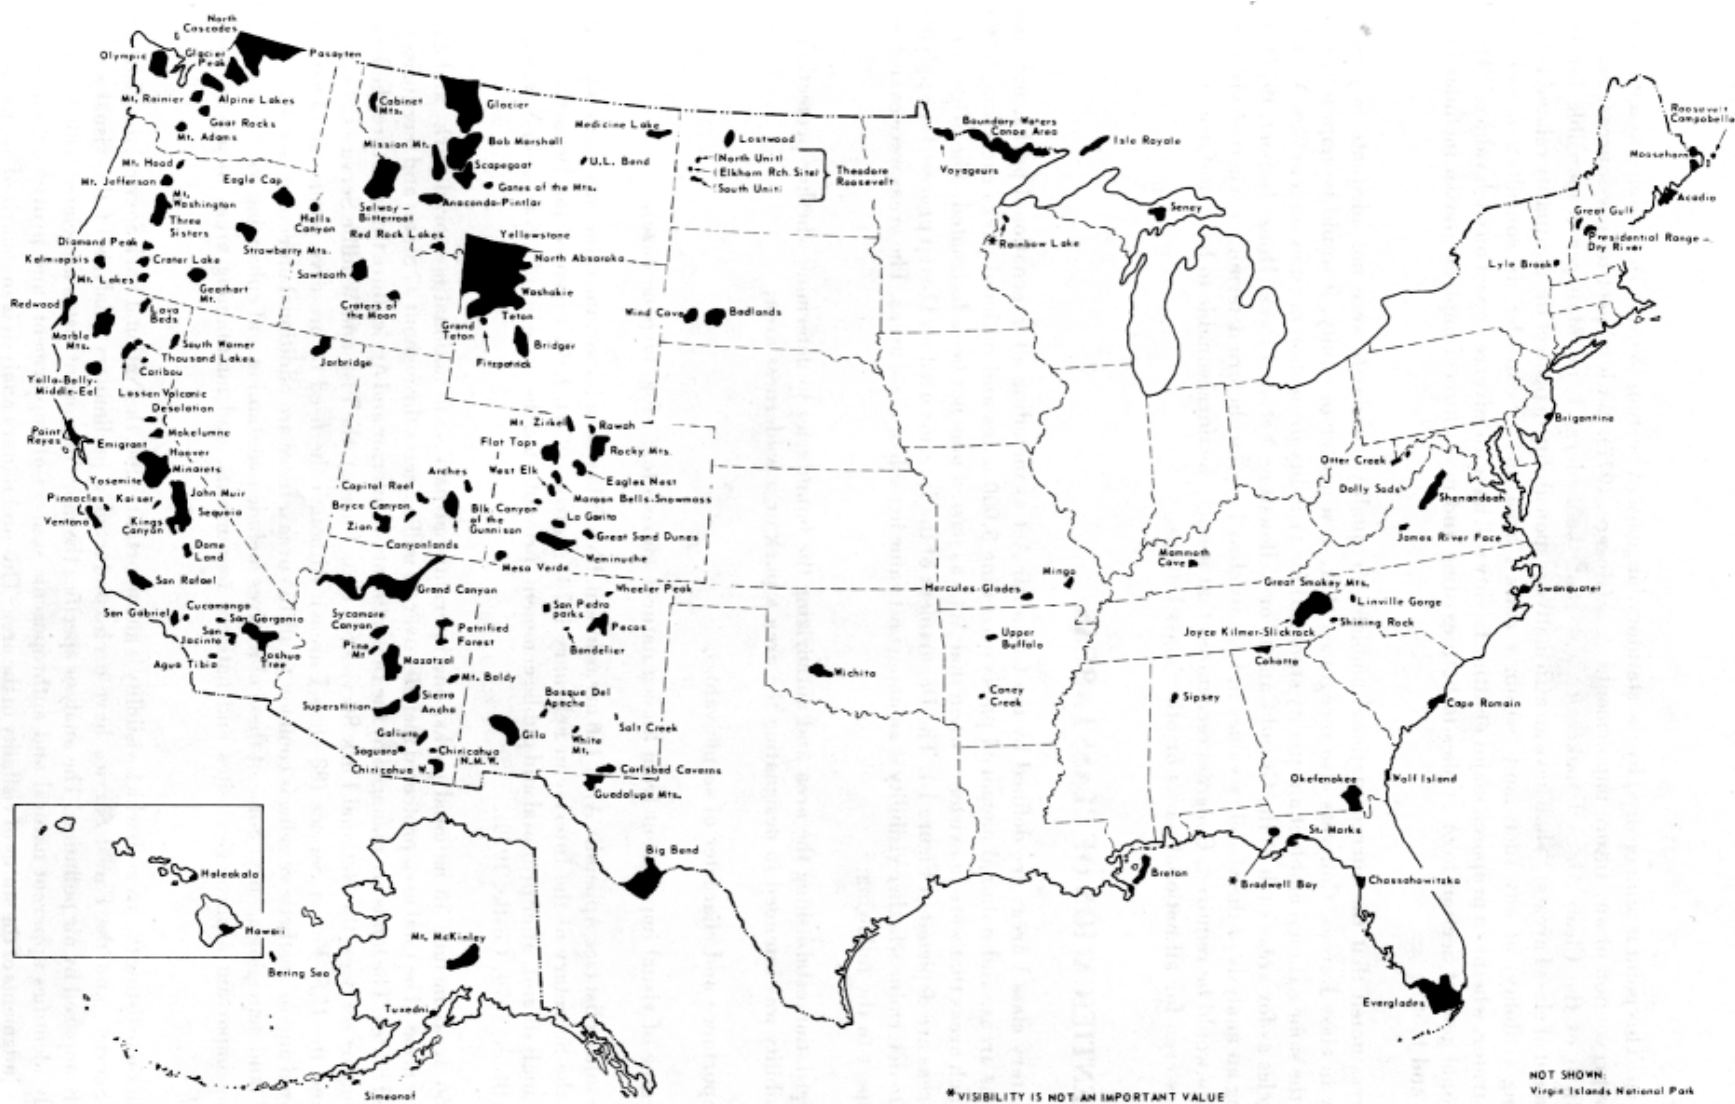 North
Cascades
Olympic
Glacier
Peak
Pasayten
Mt. Rainier
Alpine Lakes
Goat Rocks
Mt. Adams
Mt. Hood
Mt. Jefferson
Mt.
Washington
Three
Sisters
Eagle Cap
Hells
Canyon
Strawberry Mts.
Diamond Peak
Kalmiopsis
Crater Lake
Mt. Lakes
Gearhart
Mt.
Cabinet
Mts.
Glacier
Mission Mt.
Bob Marshall
Scapegoat
Gates of the Mts.
Selway –
Bitterroot
Anaconda-Pintlar
Red Rock Lakes
Medicine Lake
U.L. Bend
Lostwood
(North Unit)
(Elkhorn Rch Site)
(South Unit)
Theodore
Roosevelt
Yellowstone
North Absaroka
Washakie
Teton
Grand
Teton
Fitzpatrick
Bridger
Sawtooth
Craters of
the Moon
Jarbridge
Redwood
Lava
Beds
Marble
Mts.
South Warner
Thousand Lakes
Caribou
Yolla-Belly-
Middle-Eel
Lassen Volcanic
Desolation
Mokelumne
Point
Reyes
Emigrant
Hoover
Minarets
Yosemite
Pinnacles
Kaiser
John Muir
Ventana
Kings
Canyon
Sequoia
Dome
Land
San Rafael
San Gabriel
Cucamonga
San Gorgonio
San
Jacinto
Agua Tibia
Joshua
Tree
Wind Cave
Badlands
Mt. Zirkel
Rawah
Flat Tops
Rocky Mts.
Eagles Nest
West Elk
Maroon Bells-Snowmass
Arches
Capitol Reef
Bryce Canyon
Zion
Canyonlands
Blk Canyon
of the
Gunnison
La Garita
Great Sand Dunes
Weminuche
Mesa Verde
Grand Canyon
Sycamore
Canyon
Petrified
Forest
Pine
Mt
Mazatzal
Mt. Baldy
Sierra
Ancha
Superstition
Galiuro
Saguaro
Chiricahua
N.M.W.
Chiricahua W.
Wheeler Peak
San Pedro
parks
Pecos
Bandelier
Bosque Del
Apache
Gila
White
Mt.
Salt Creek
Carlsbad Caverns
Guadalupe Mts.
Big Bend
Wichita
Boundary Waters
Canoe Area
Voyageurs
Isle Royale
Seney
*Rainbow Lake
Hercules-Glades
Mingo
Upper
Buffalo
Caney
Creek
Mammoth
Cave
Sipsey
Great Smokey Mts.
Linville Gorge
Shining Rock
Joyce Kilmer-Slickrock
Cohotta
Otter Creek
Dolly Sods
Shenandoah
James River Face
Swanquater
Cape Romain
Okefenokee
Wolf Island
St. Marks
*Bradwell Bay
Chassahowitzka
Breton
Everglades
Brigantine
Lyle Brook
Great Gulf
Presidential Range –
Dry River
Acadia
Moosehorn
Roosevelt
Campobello
Haleakala
Hawaii
Bering Sea
Mt. McKinley
Tuxedni
Simeonof
*VISIBILITY IS NOT AN IMPORTANT VALUE
NOT SHOWN:
Virgin Islands National Park